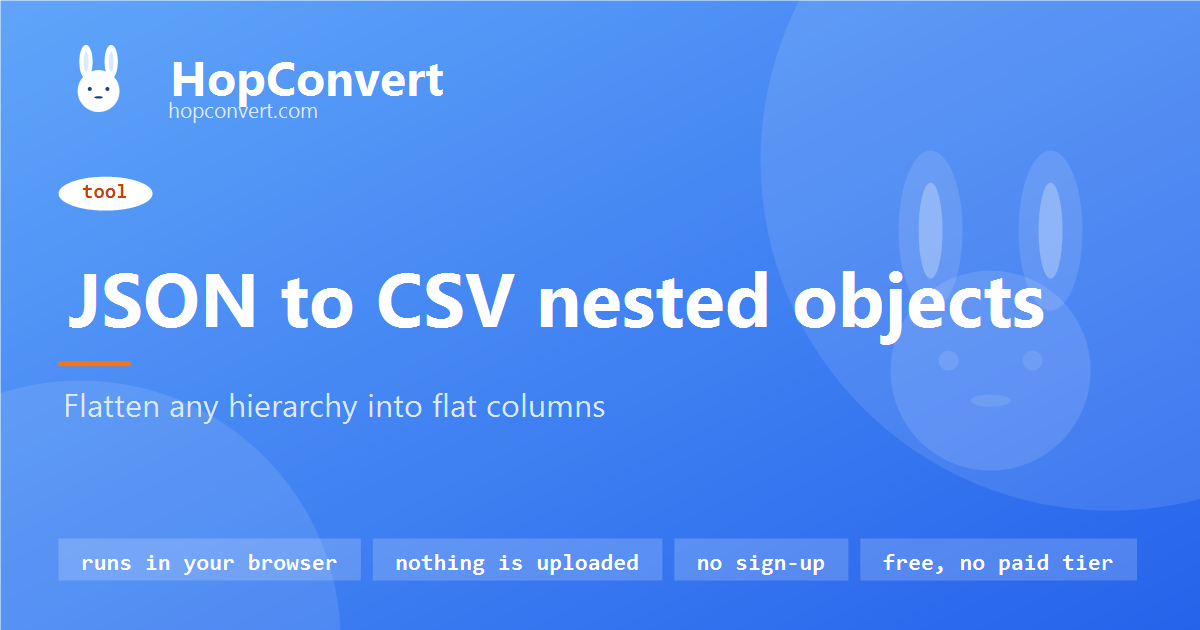 HopConvert
hopconvert.com
tool
JSON to CSV nested objects
Flatten any hierarchy into flat columns
runs in your browser
nothing is uploaded
no sign-up
free, no paid tier